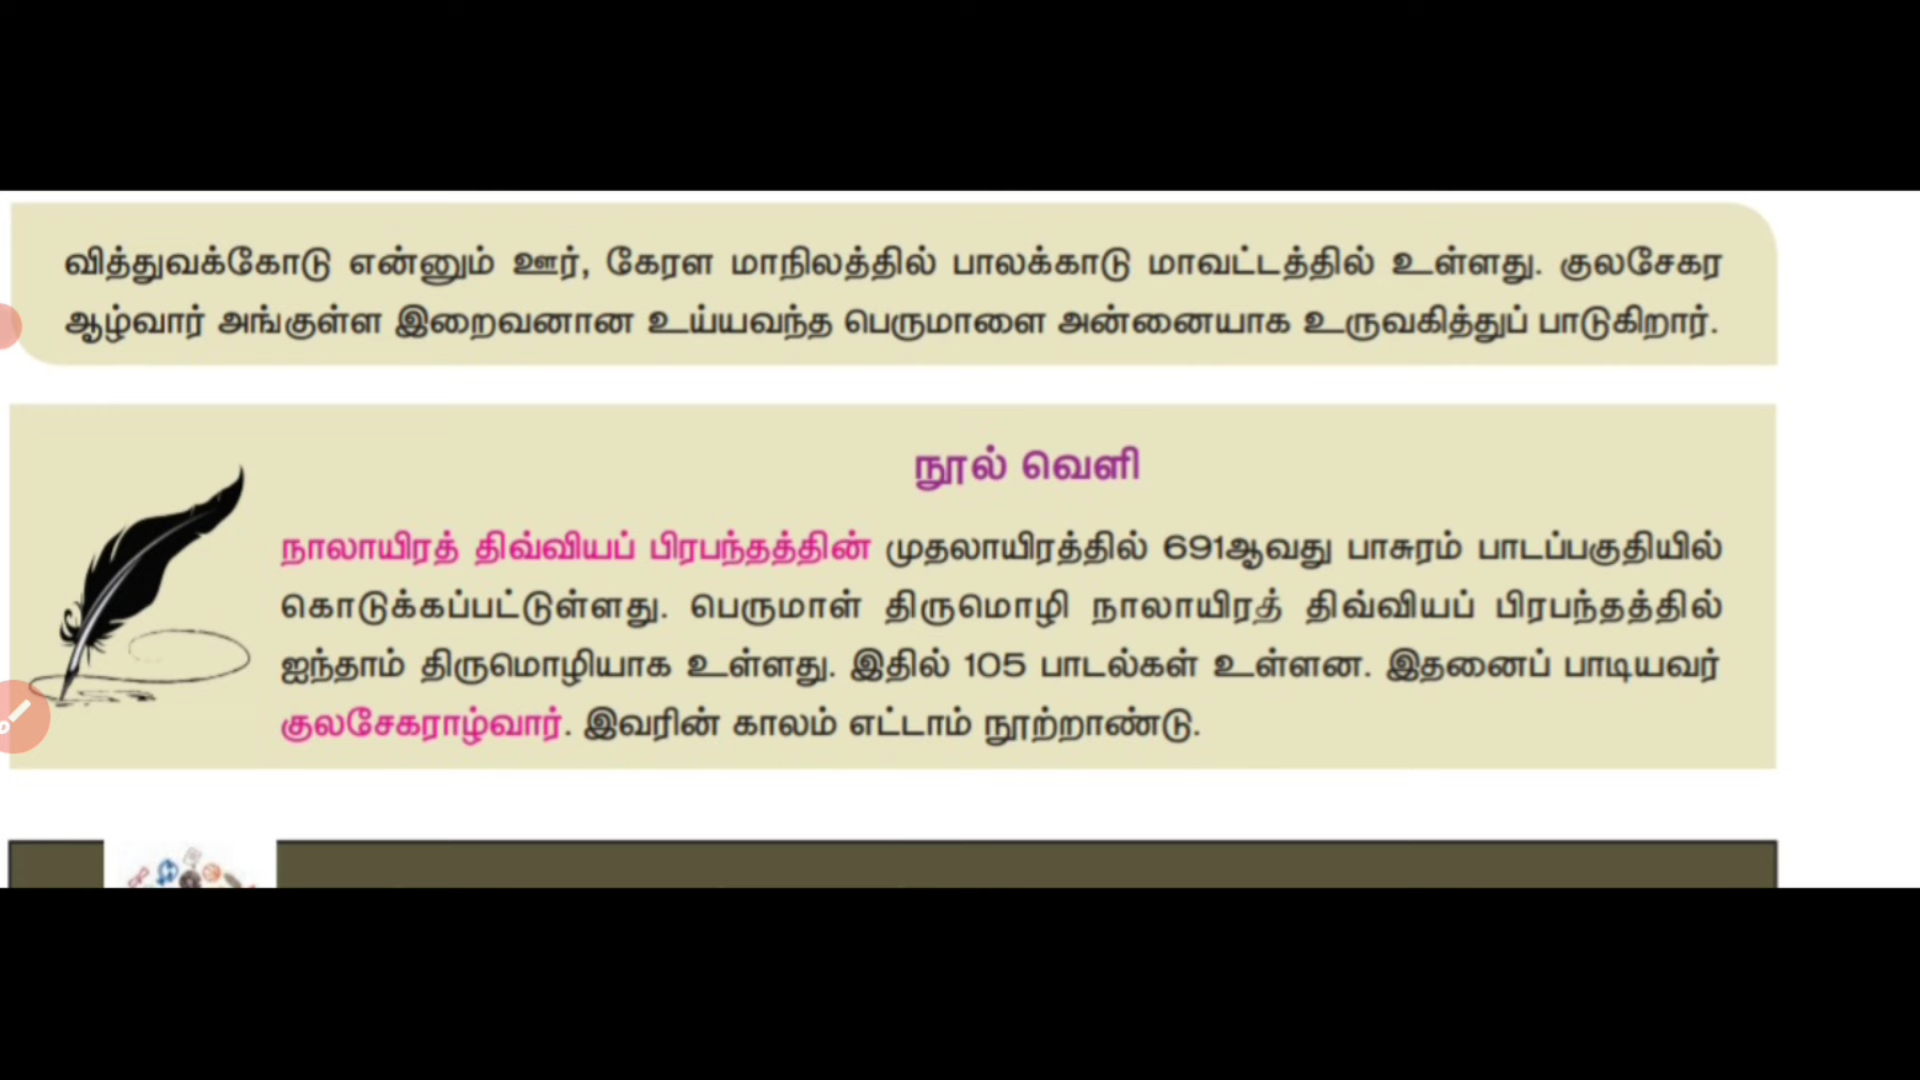 வித்துவக்கோடு என்னும் ஊர், கேரள மாநிலத்தில் பாலக்காடு மாவட்டத்தில் உள்ளது. குலசேகர
ஆழ்வார் அங்குள்ள இறைவனான உய்யவந்த பெருமாளை அன்னையாக உருவகித்துப் பாடுகிறார்.
நூல் வெளி
நாலாயிரத் திவ்வியப் பிரபந்தத்தின் முதலாயிரத்தில் 691ஆவது பாசுரம் பாடப்பகுதியில்
கொடுக்கப்பட்டுள்ளது. பெருமாள் திருமொழி நாலாயிரத் திவ்வியப் பிரபந்தத்தில்
ஐந்தாம் திருமொழியாக உள்ளது. இதில் 105 பாடல்கள் உள்ளன. இதனைப் பாடியவர்
குலசேகராழ்வார். இவரின் காலம் எட்டாம் நூற்றாண்டு.